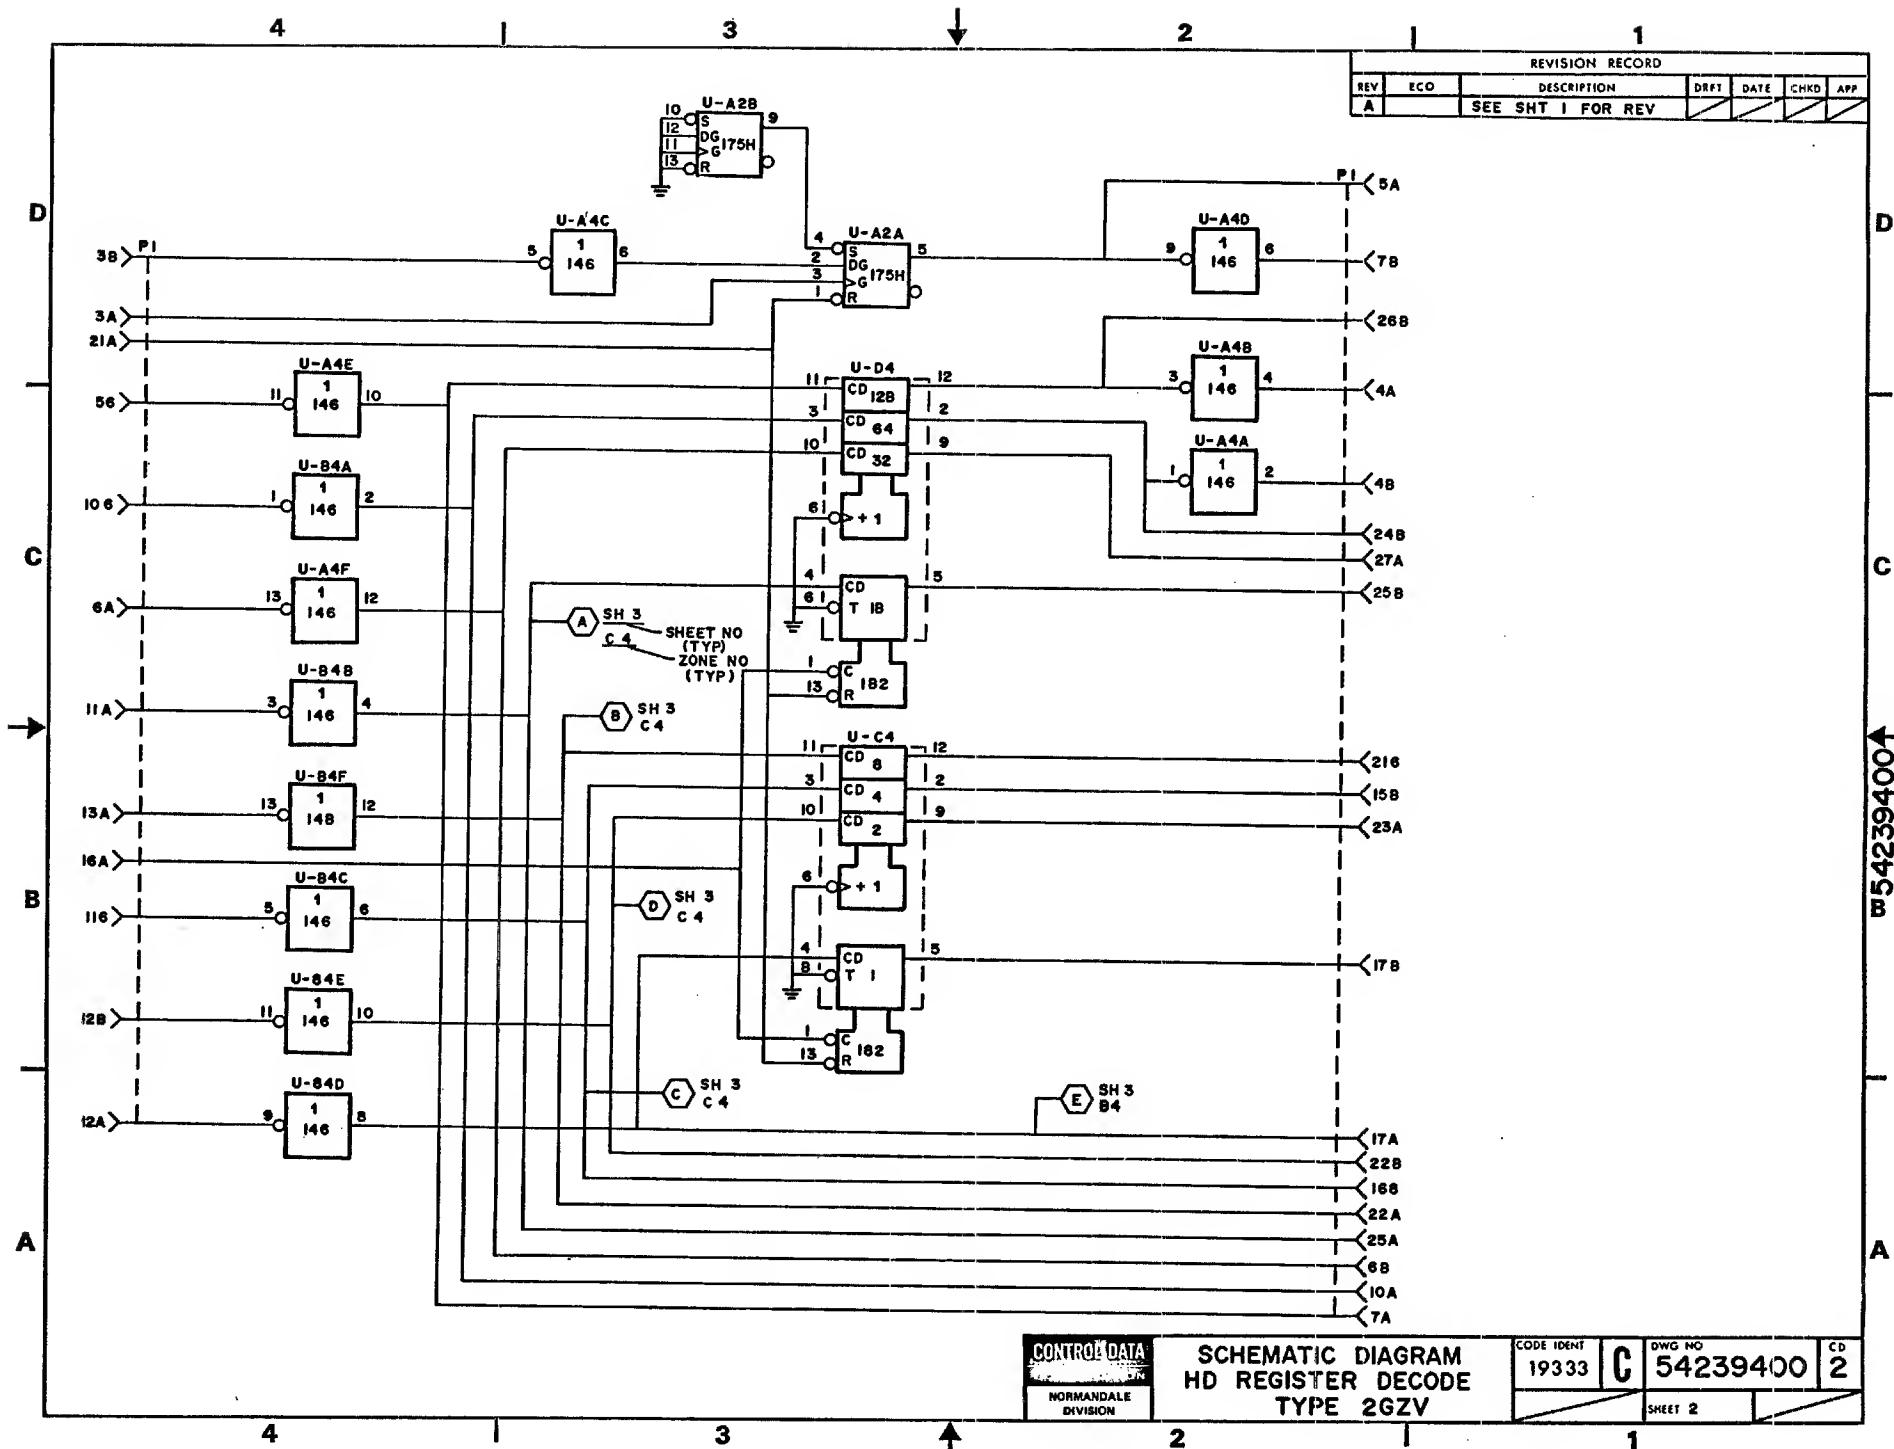 4 3 2 1
REVISION RECORD
REV ECO DESCRIPTION DRFT DATE CHKD APP
A SEE SHT 1 FOR REV
U-A2B
10 S 9
12 DG 175H
11 G
13 R
P1 5A
D D
U-A4C
5 1 146 6
U-A2A
4 S 5
2 DG 175H
3 G
1 R
U-A4D
9 1 146 6
3B P1
7B
3A
21A
26B
U-A4E
56 11 1 146 10
U-D4
11 CD 128 12
3 CD 64 2
10 CD 32 9
6 +1
U-A4B
3 1 146 4
4A
U-A4A
1 1 146 2
4B
U-B4A
106 1 1 146 2
24B
27A
C C
U-A4F
6A 13 1 146 12
4 CD 5
6 T 1B
25B
A SH 3
C 4
SHEET NO
(TYP)
ZONE NO
(TYP)
1 C 182
13 R
U-B4B
11A 3 1 146 4
B SH 3
C 4
U-C4
11 CD 8 12
3 CD 4 2
10 CD 2 9
6 +1
216
15B
23A
B54239400
U-B4F
13A 13 1 14B 12
16A
B
U-B4C
116 5 1 146 6
D SH 3
C 4
4 CD 5
8 T 1
17B
U-84E
12B 11 1 146 10
1 C 182
13 R
U-84D
12A 9 1 146 8
C SH 3
C 4
E SH 3
B4
17A
22B
168
22A
25A
6B
10A
7A
A A
CONTROL DATA
NORMANDALE
DIVISION
SCHEMATIC DIAGRAM
HD REGISTER DECODE
TYPE 2GZV
CODE IDENT
19333
C
DWG NO
54239400
CD
2
SHEET 2
4 3 2 1